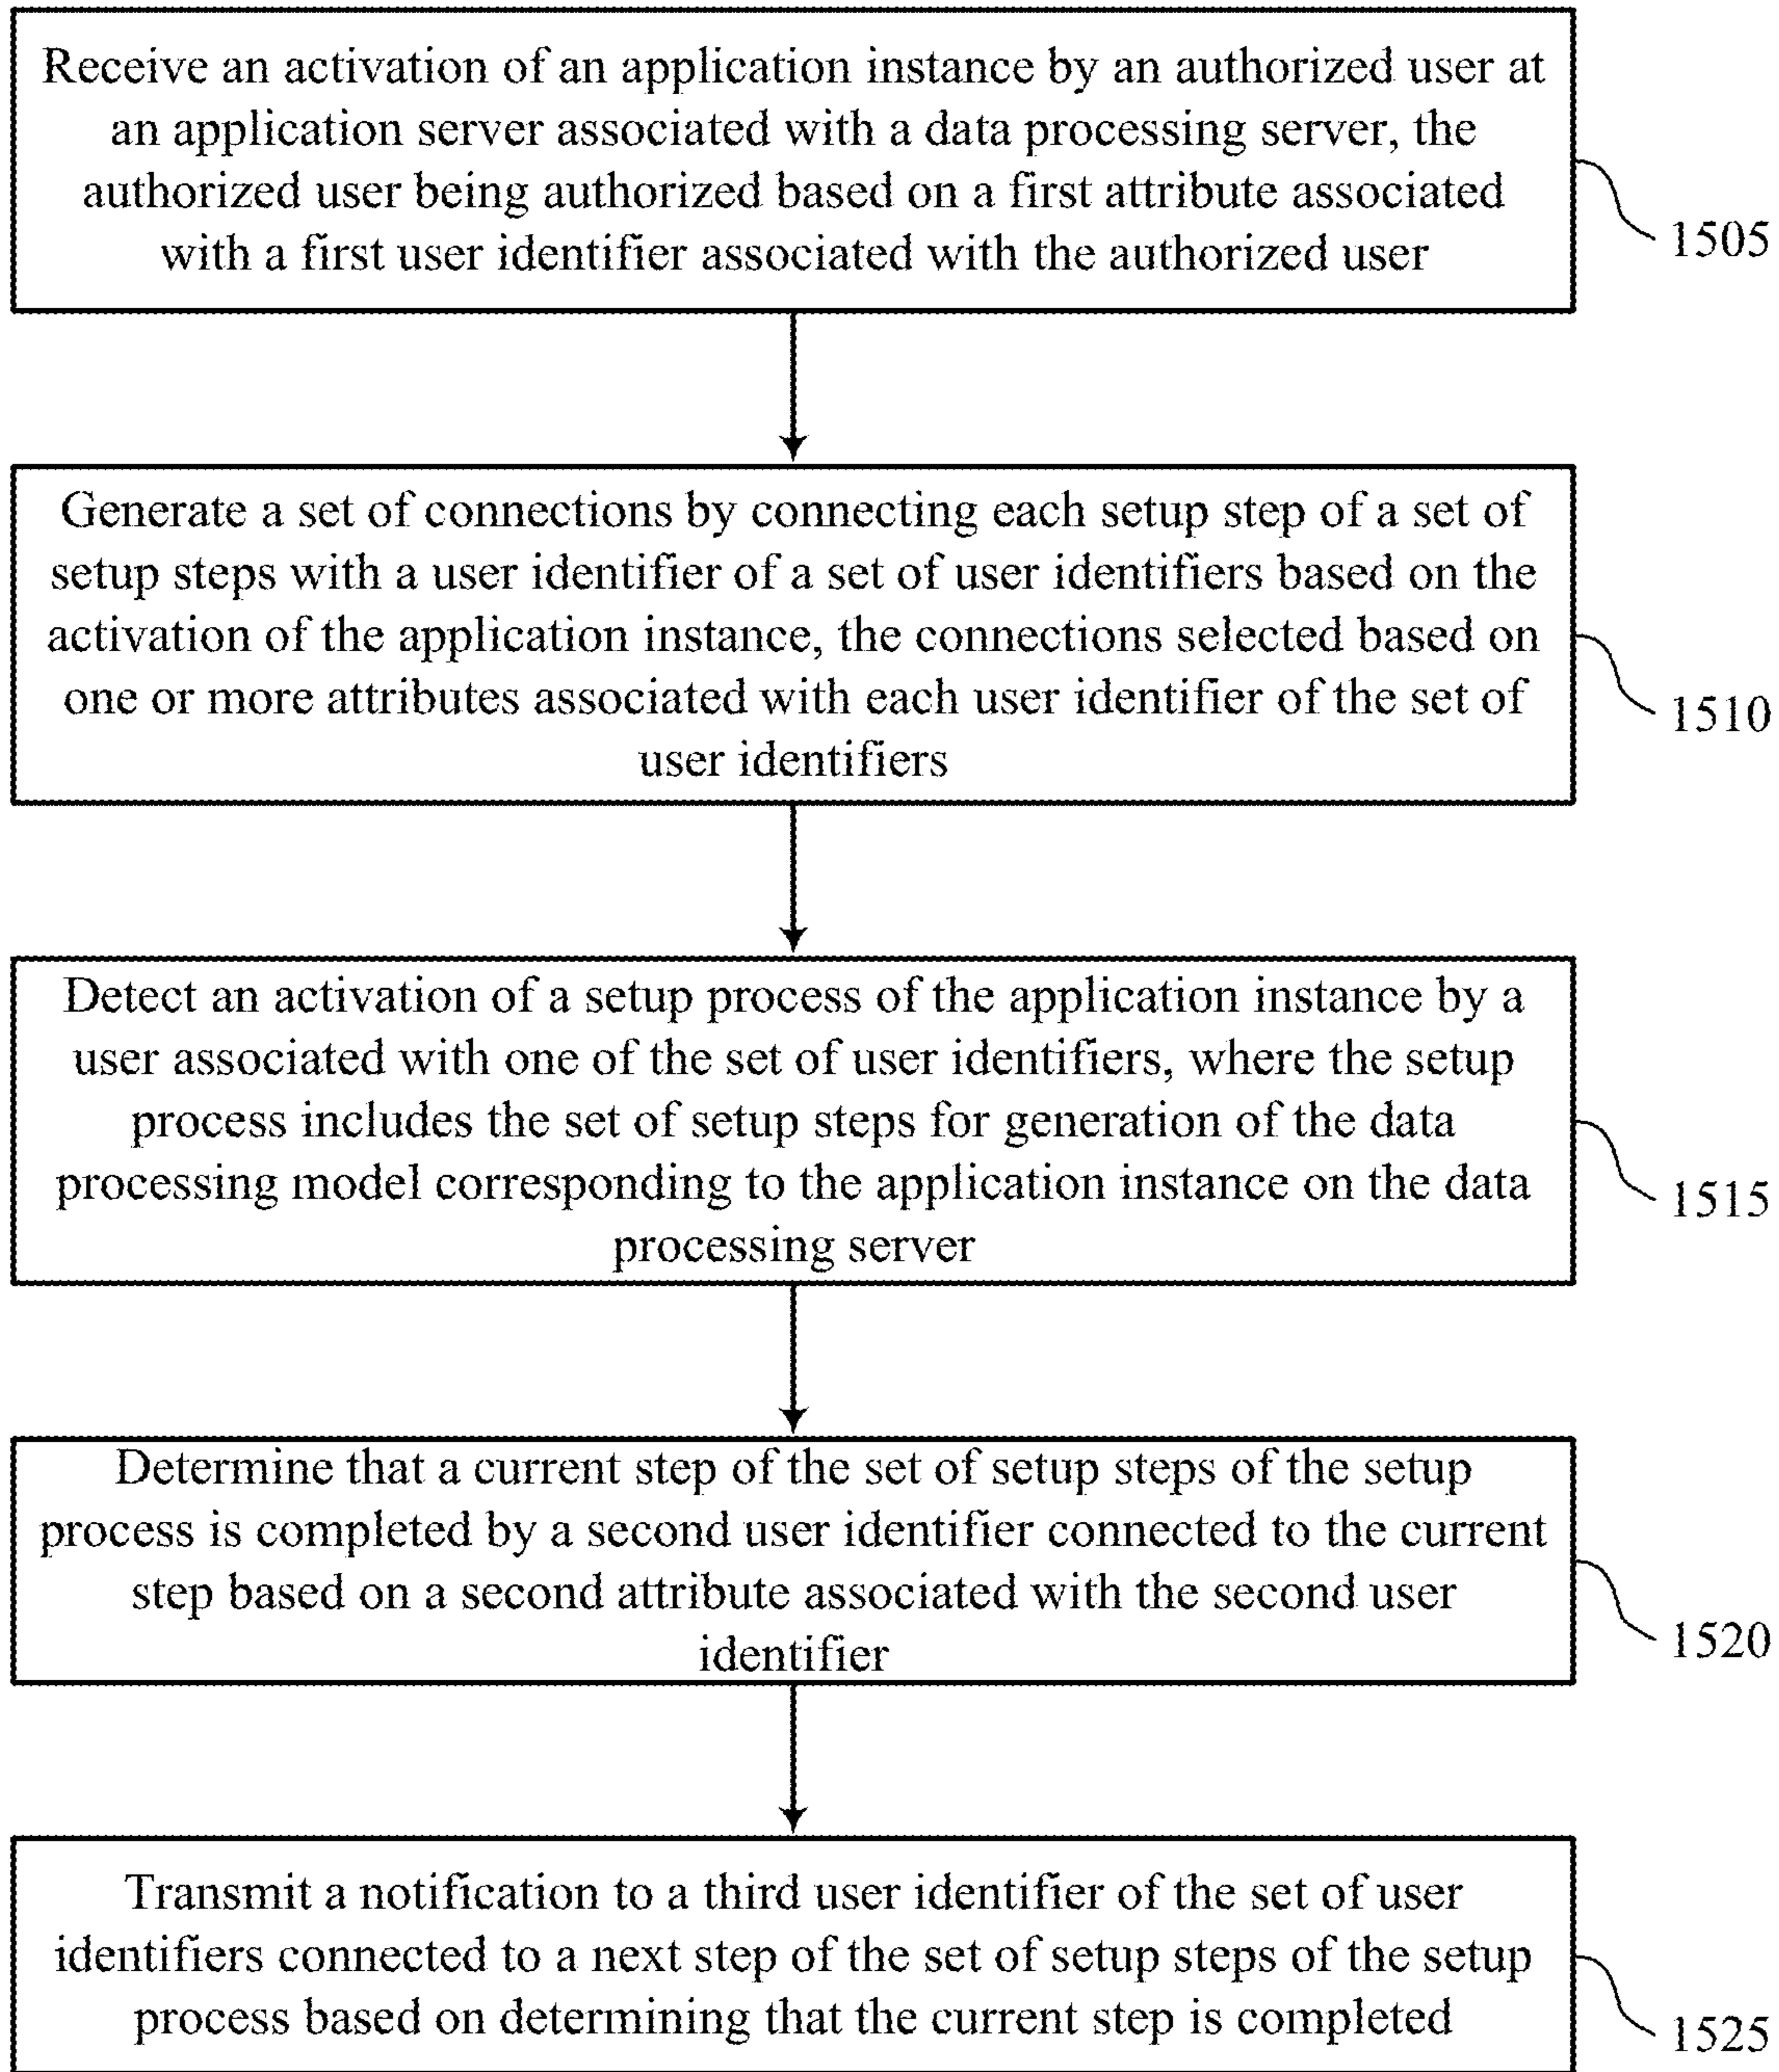 Receive an activation of an application instance by an authorized user at
an application server associated with a data processing server, the
authorized user being authorized based on a first attribute associated
with a first user identifier associated with the authorized user
1505
Generate a set of connections by connecting each setup step of a set of
setup steps with a user identifier of a set of user identifiers based on the
activation of the application instance, the connections selected based on
one or more attributes associated with each user identifier of the set of
user identifiers
1510
Detect an activation of a setup process of the application instance by a
user associated with one of the set of user identifiers, where the setup
process includes the set of setup steps for generation of the data
processing model corresponding to the application instance on the data
processing server
1515
Determine that a current step of the set of setup steps of the setup
process is completed by a second user identifier connected to the current
step based on a second attribute associated with the second user
identifier
1520
Transmit a notification to a third user identifier of the set of user
identifiers connected to a next step of the set of setup steps of the setup
process based on determining that the current step is completed
1525